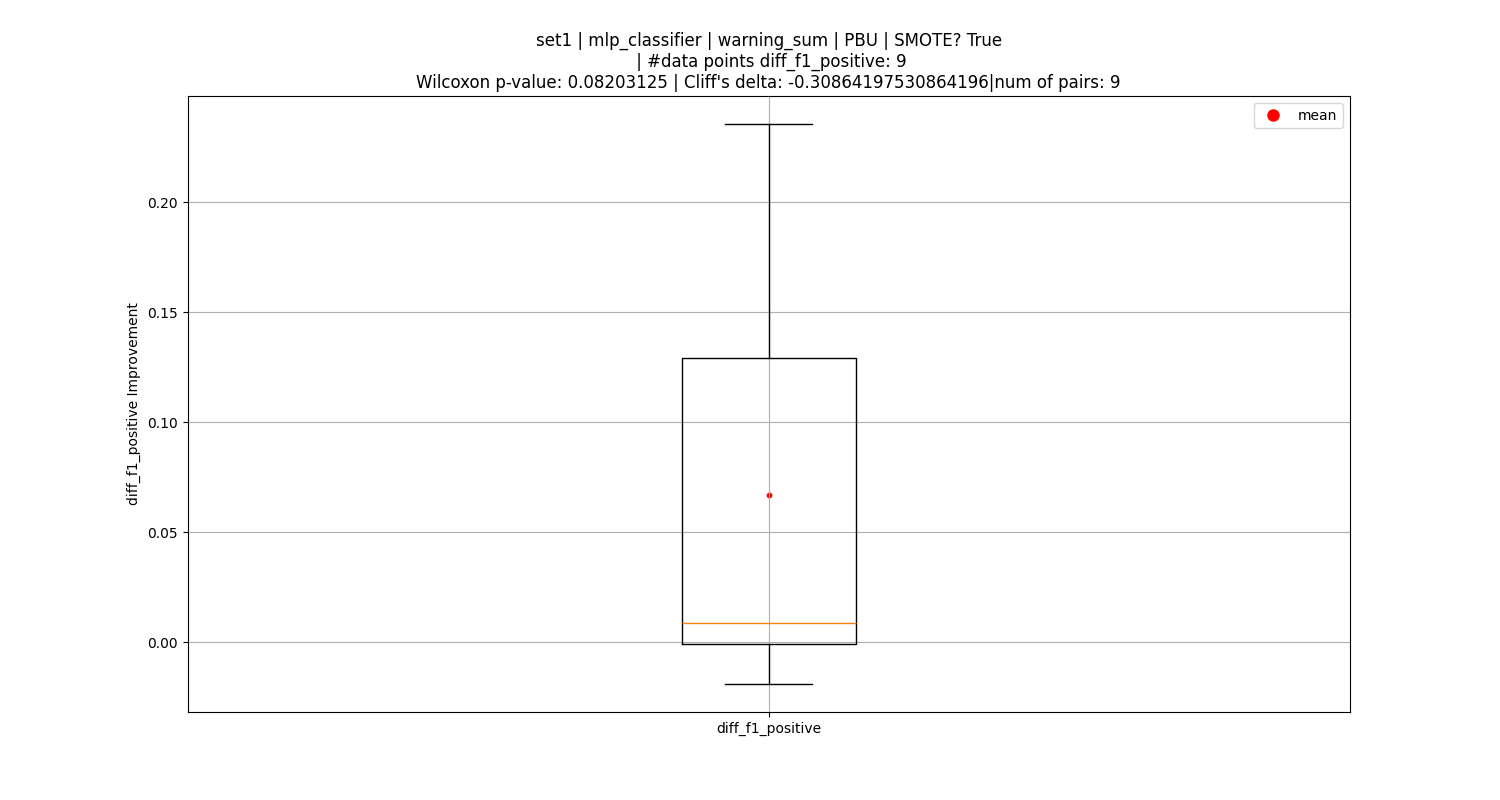 set1 | mlp_classifier | warning_sum | PBU | SMOTE? True
| #data points diff_f1_positive: 9
Wilcoxon p-value: 0.08203125 | Cliff's delta: -0.30864197530864196|num of pairs: 9
mean
0.20
0.15
0.10
0.05
0.00
diff_f1_positive Improvement
diff_f1_positive